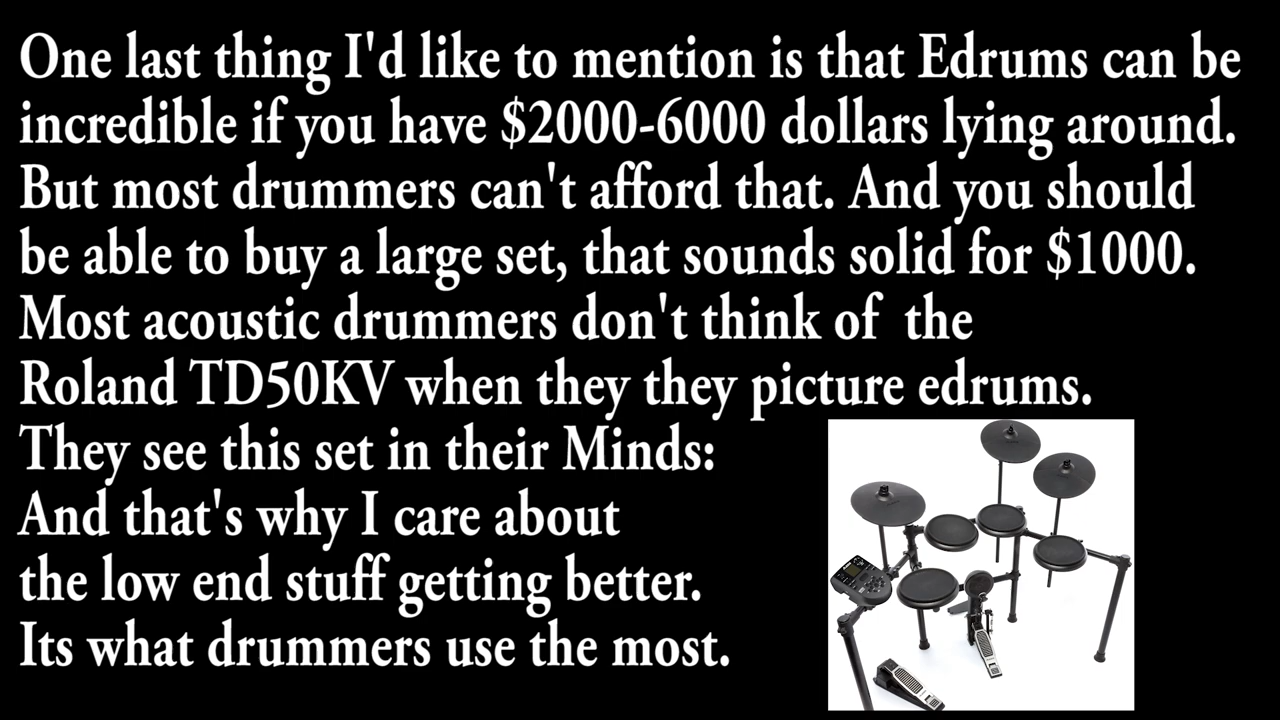 One last thing I'd like to mention is that Edrums can be
incredible if you have $2000-6000 dollars lying around.
But most drummers can't afford that. And you should
be able to buy a large set, that sounds solid for $1000.
Most acoustic drummers don't think of  the
Roland TD50KV when they they picture edrums.
They see this set in their Minds:
And that's why I care about
the low end stuff getting better.
Its what drummers use the most.